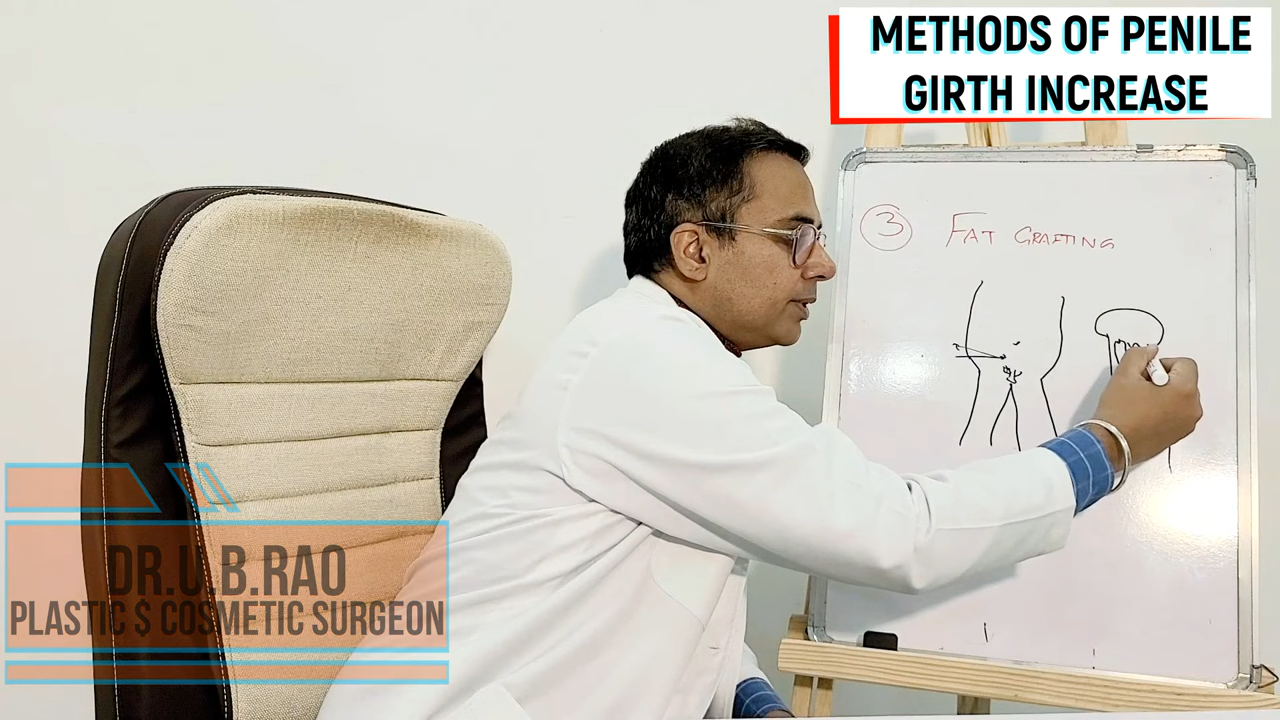 METHODS OF PENILE
GIRTH INCREASE
3 FAT GRAFTING
DR.U.B.RAO
PLASTIC $ COSMETIC SURGEON